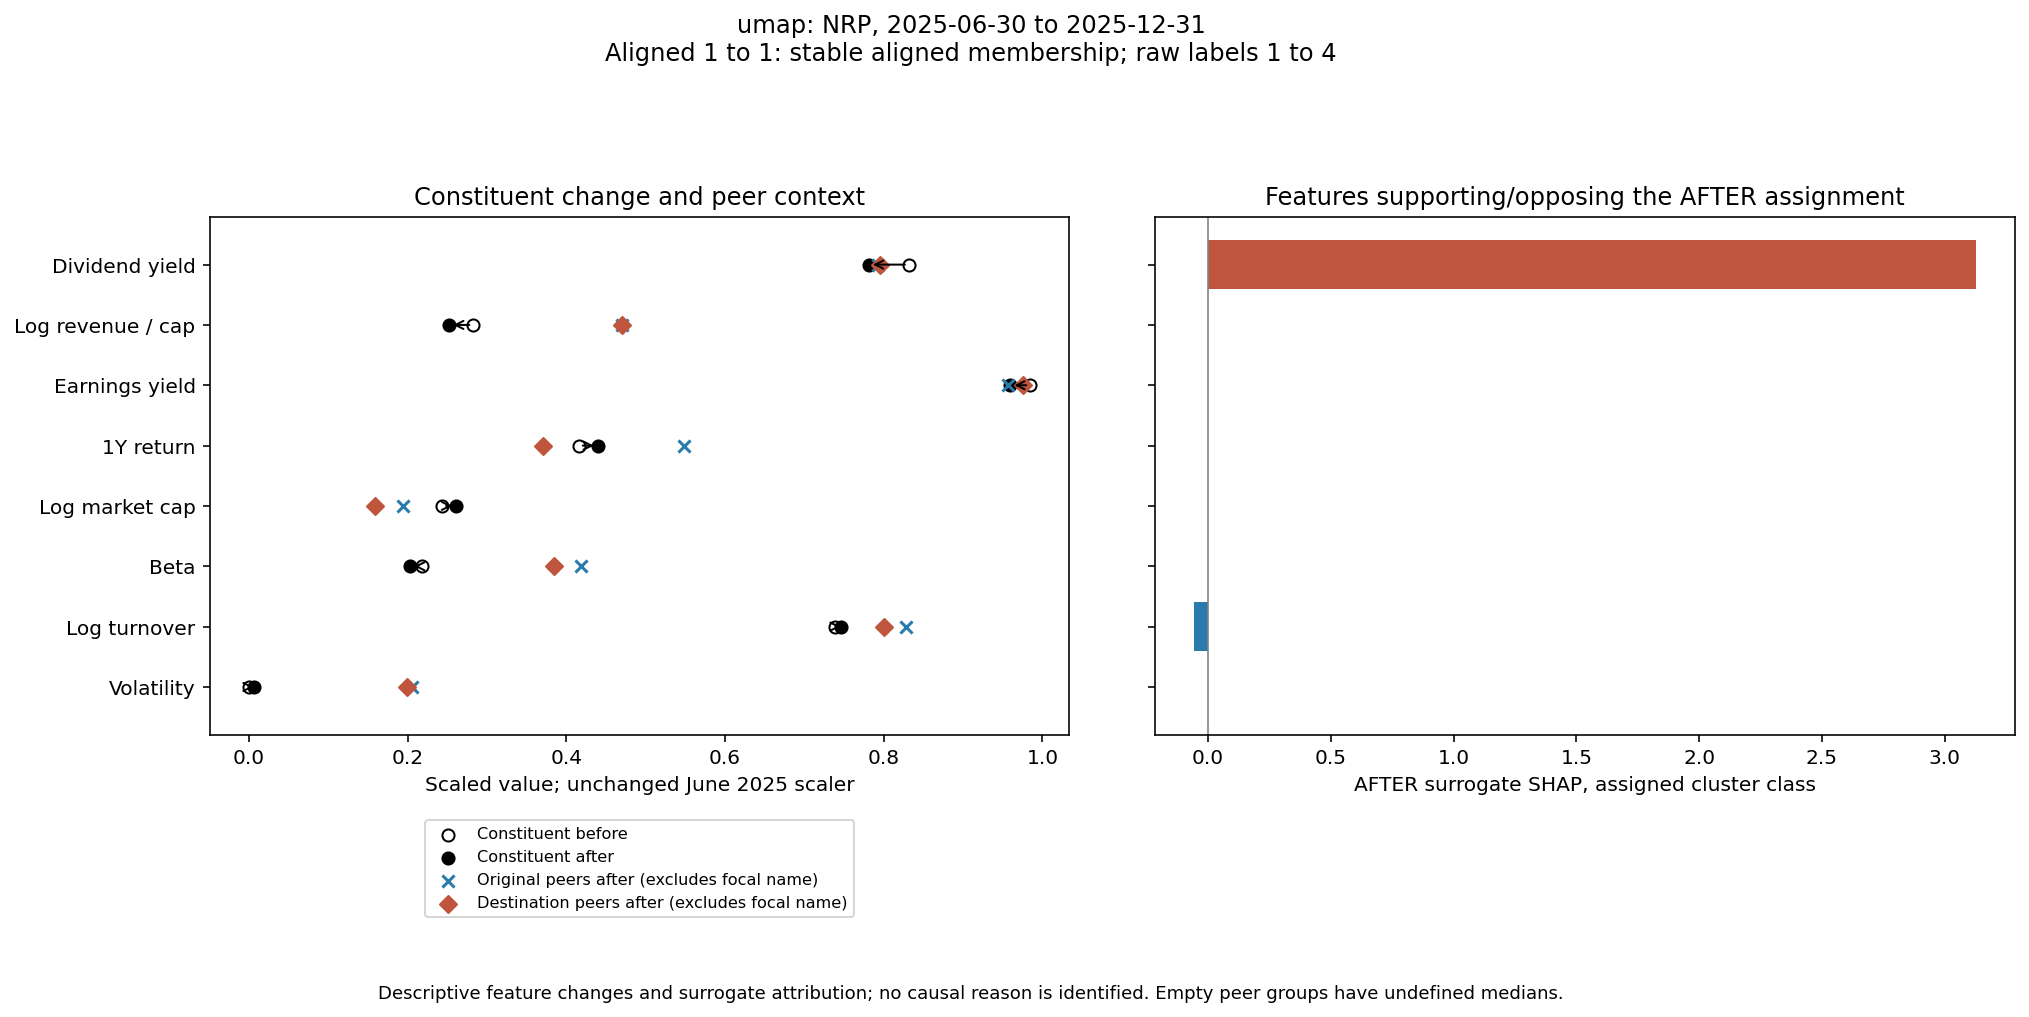 umap: NRP, 2025-06-30 to 2025-12-31
Aligned 1 to 1: stable aligned membership; raw labels 1 to 4
Constituent change and peer context
Dividend yield
Log revenue / cap
Earnings yield
1Y return
Log market cap
Beta
Log turnover
Volatility
0.0 0.2 0.4 0.6 0.8 1.0
Scaled value; unchanged June 2025 scaler
Constituent before
Constituent after
Original peers after (excludes focal name)
Destination peers after (excludes focal name)
Features supporting/opposing the AFTER assignment
0.0 0.5 1.0 1.5 2.0 2.5 3.0
AFTER surrogate SHAP, assigned cluster class
Descriptive feature changes and surrogate attribution; no causal reason is identified. Empty peer groups have undefined medians.